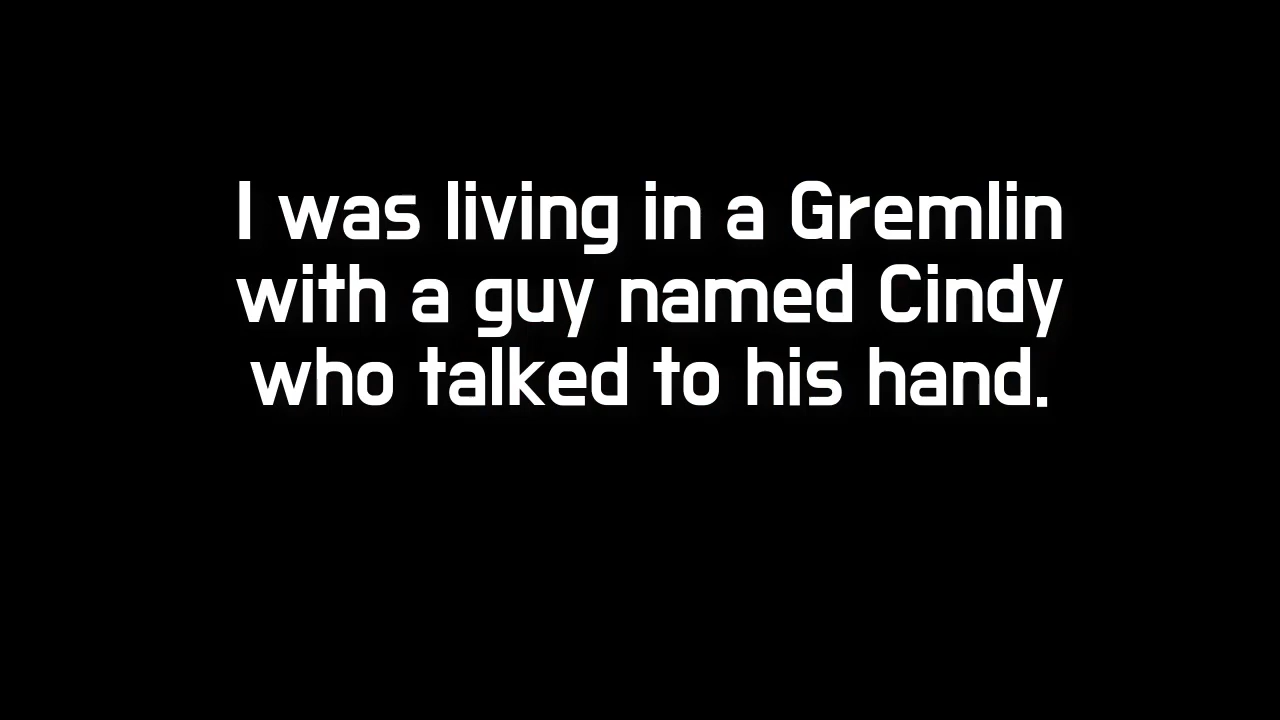 I was living in a Gremlin
with a guy named Cindy
who talked to his hand.